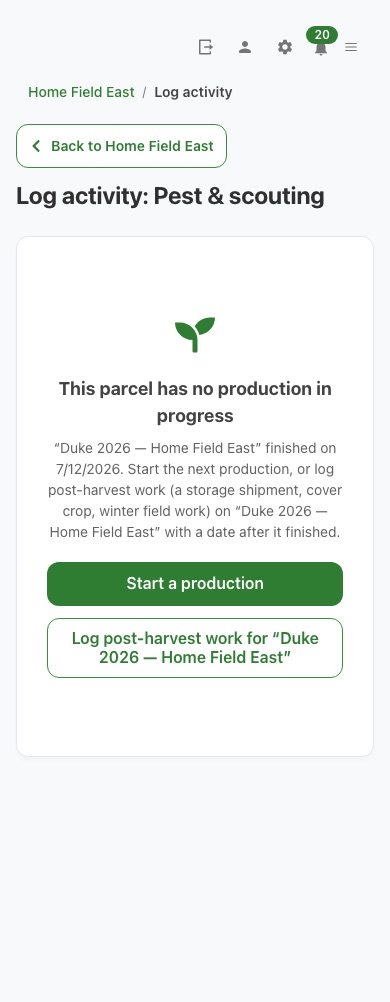 20
Home Field East / Log activity
Back to Home Field East
Log activity: Pest & scouting
This parcel has no production in
progress
“Duke 2026 — Home Field East” finished on
7/12/2026. Start the next production, or log
post-harvest work (a storage shipment, cover
crop, winter field work) on “Duke 2026 —
Home Field East” with a date after it finished.
Start a production
Log post-harvest work for “Duke
2026 — Home Field East”